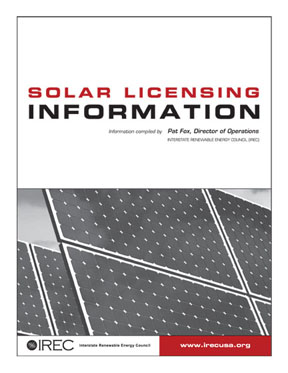 SOLAR LICENSING
INFORMATION
Information compiled by Pat Fox, Director of Operations
INTERSTATE RENEWABLE ENERGY COUNCIL (IREC)
IREC Interstate Renewable Energy Council
www.irecusa.org